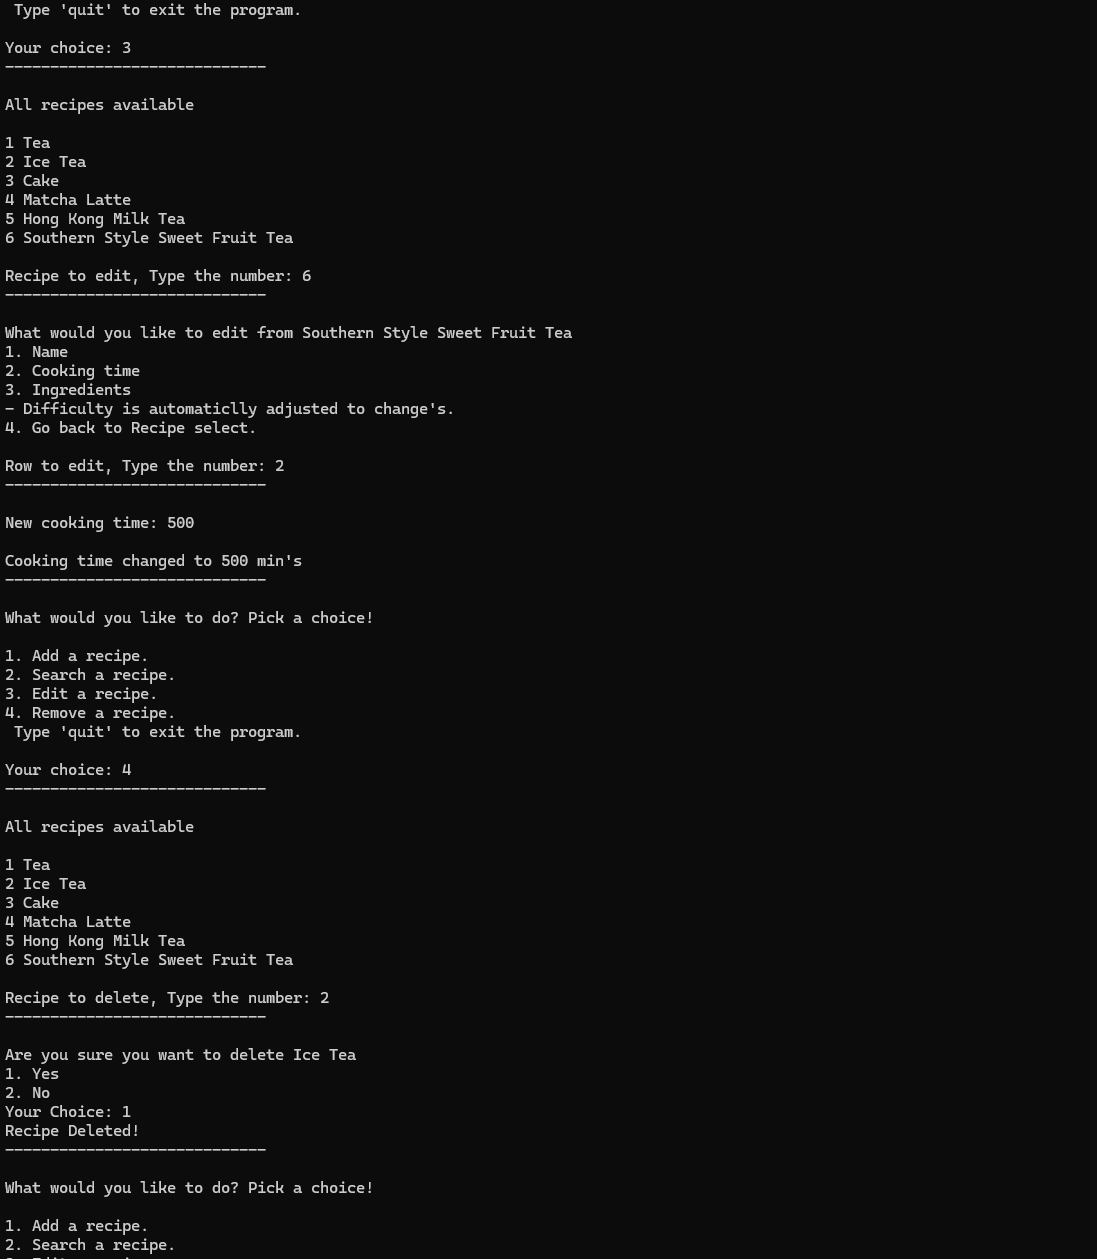 Type 'quit' to exit the program.
Your choice: 3
-----------------------------
All recipes available
1 Tea
2 Ice Tea
3 Cake
4 Matcha Latte
5 Hong Kong Milk Tea
6 Southern Style Sweet Fruit Tea
Recipe to edit, Type the number: 6
-----------------------------
What would you like to edit from Southern Style Sweet Fruit Tea
1. Name
2. Cooking time
3. Ingredients
- Difficulty is automaticlly adjusted to change's.
4. Go back to Recipe select.
Row to edit, Type the number: 2
-----------------------------
New cooking time: 500
Cooking time changed to 500 min's
-----------------------------
What would you like to do? Pick a choice!
1. Add a recipe.
2. Search a recipe.
3. Edit a recipe.
4. Remove a recipe.
Type 'quit' to exit the program.
Your choice: 4
-----------------------------
All recipes available
1 Tea
2 Ice Tea
3 Cake
4 Matcha Latte
5 Hong Kong Milk Tea
6 Southern Style Sweet Fruit Tea
Recipe to delete, Type the number: 2
-----------------------------
Are you sure you want to delete Ice Tea
1. Yes
2. No
Your Choice: 1
Recipe Deleted!
-----------------------------
What would you like to do? Pick a choice!
1. Add a recipe.
2. Search a recipe.